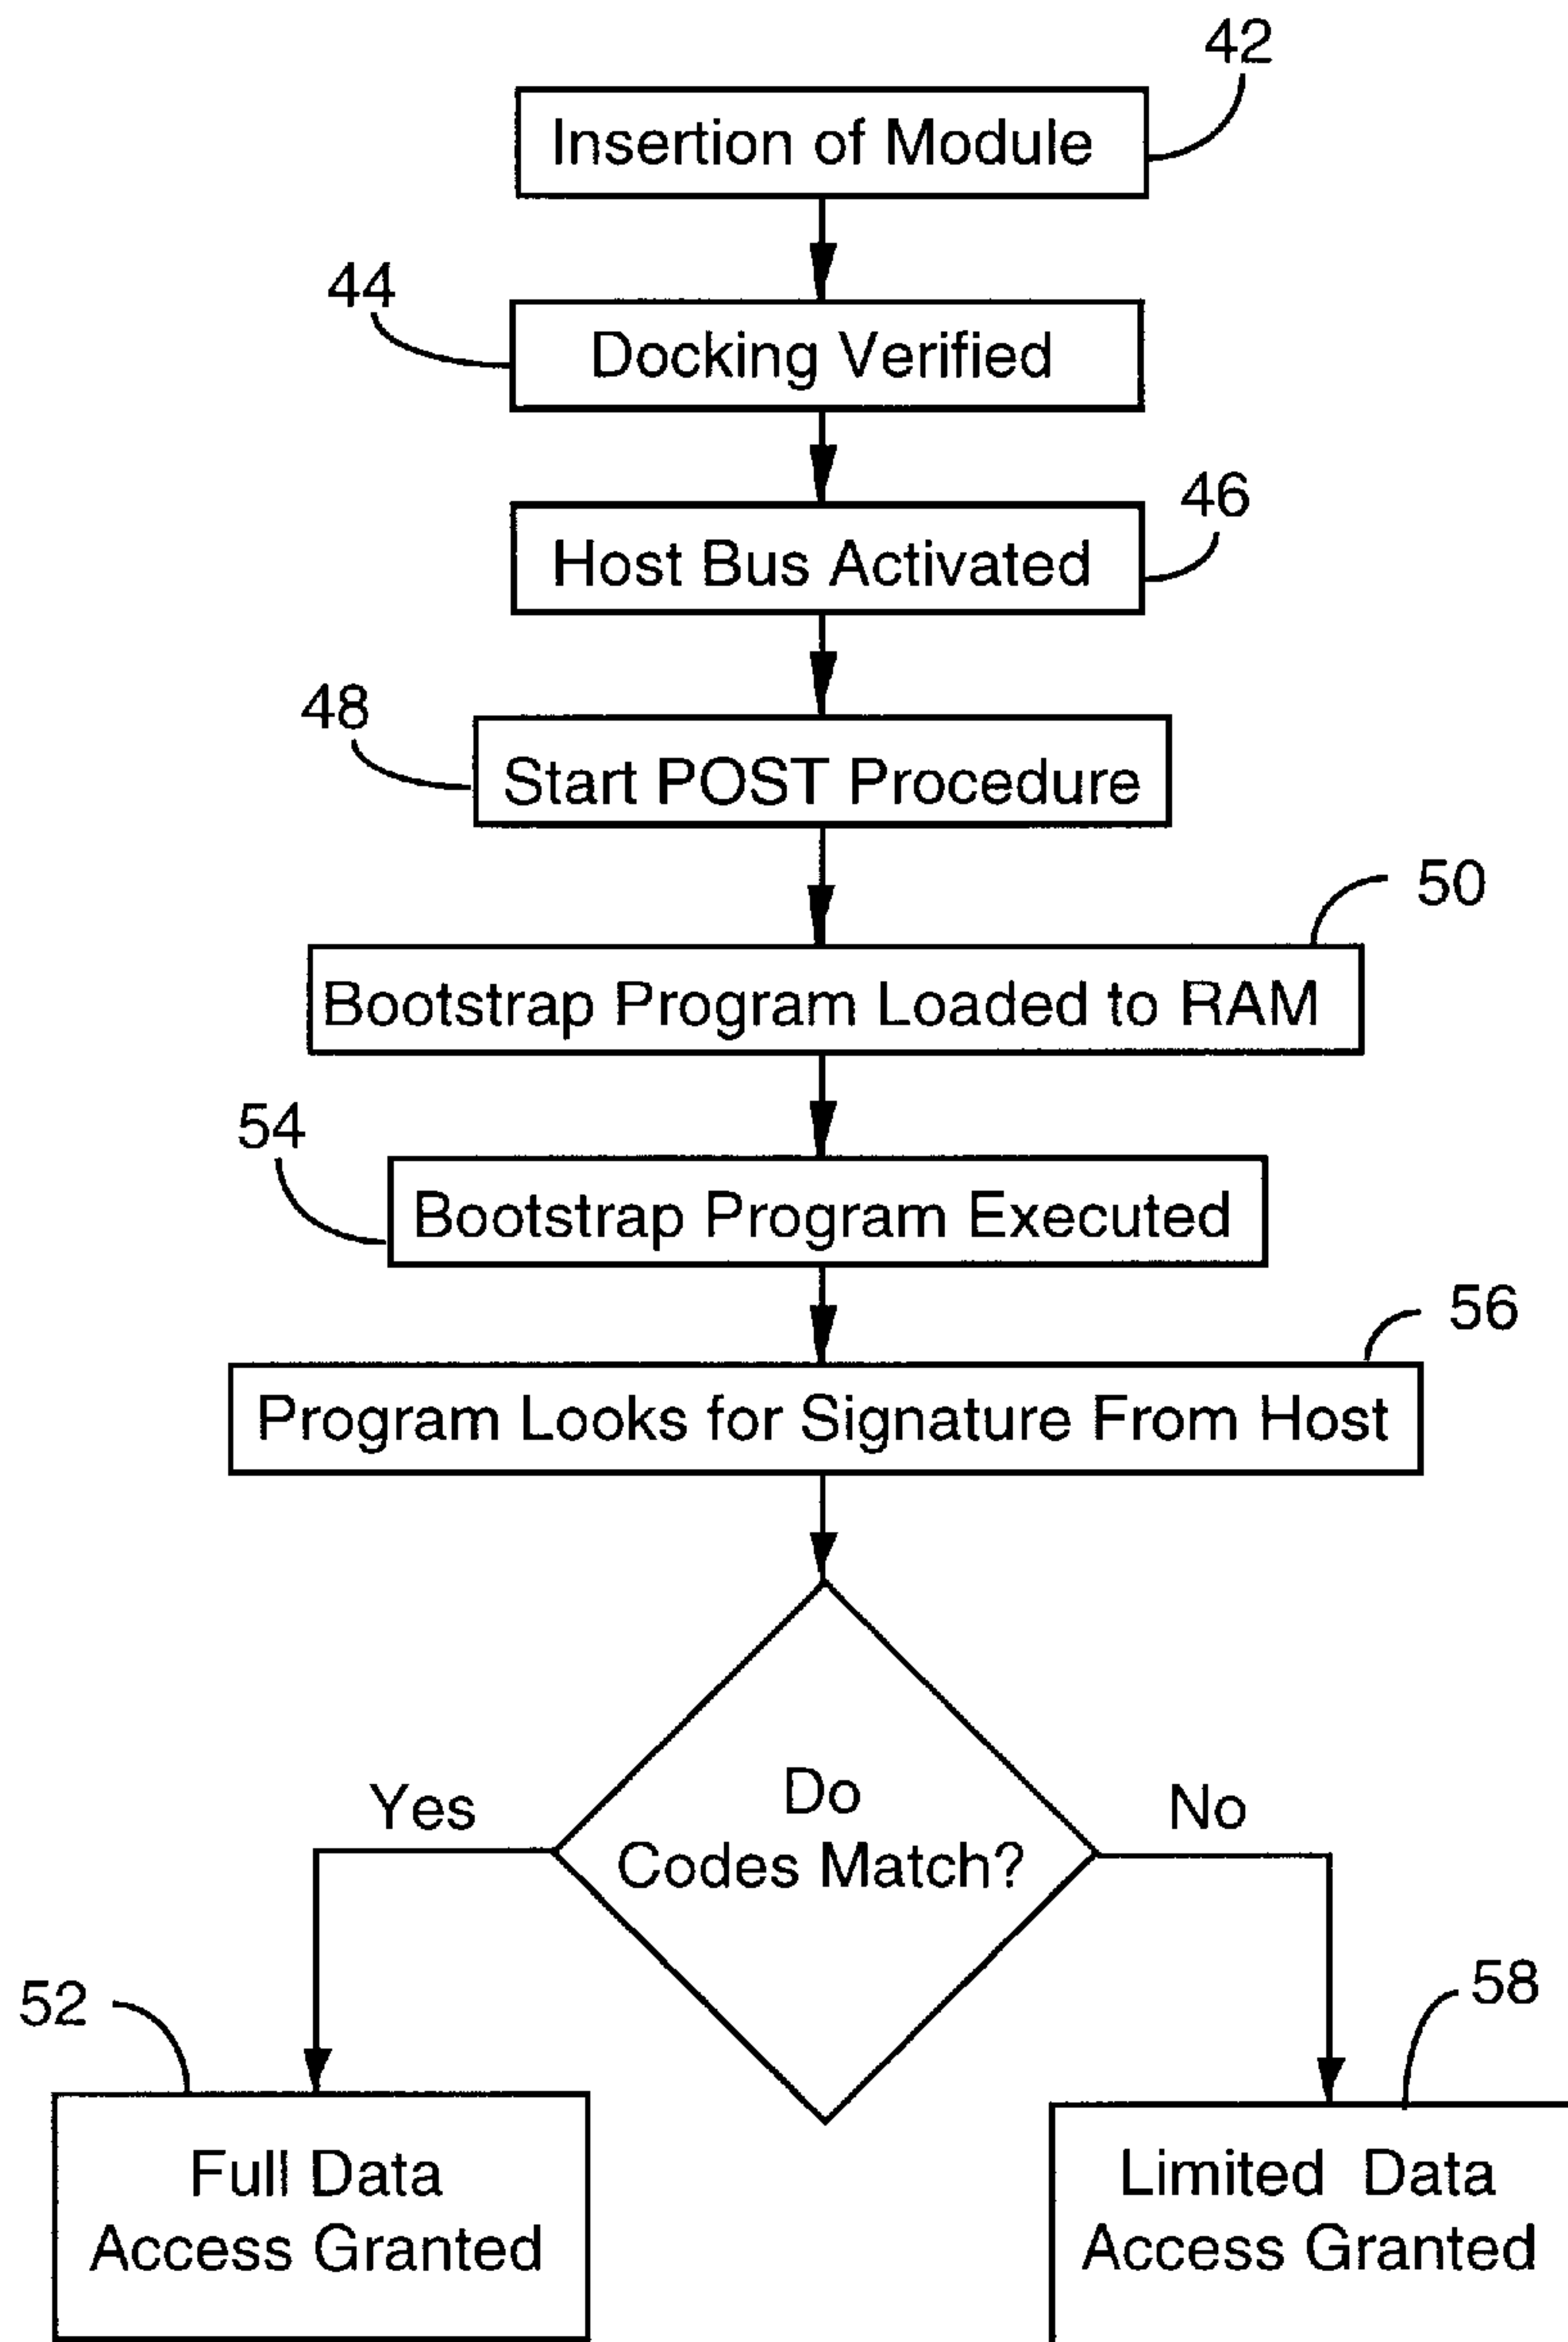 42
Insertion of Module
44
Docking Verified
46
Host Bus Activated
48
Start POST Procedure
50
Bootstrap Program Loaded to RAM
54
Bootstrap Program Executed
56
Program Looks for Signature From Host
Do
Codes Match?
Yes
No
52
58
Full Data
Access Granted
Limited Data
Access Granted